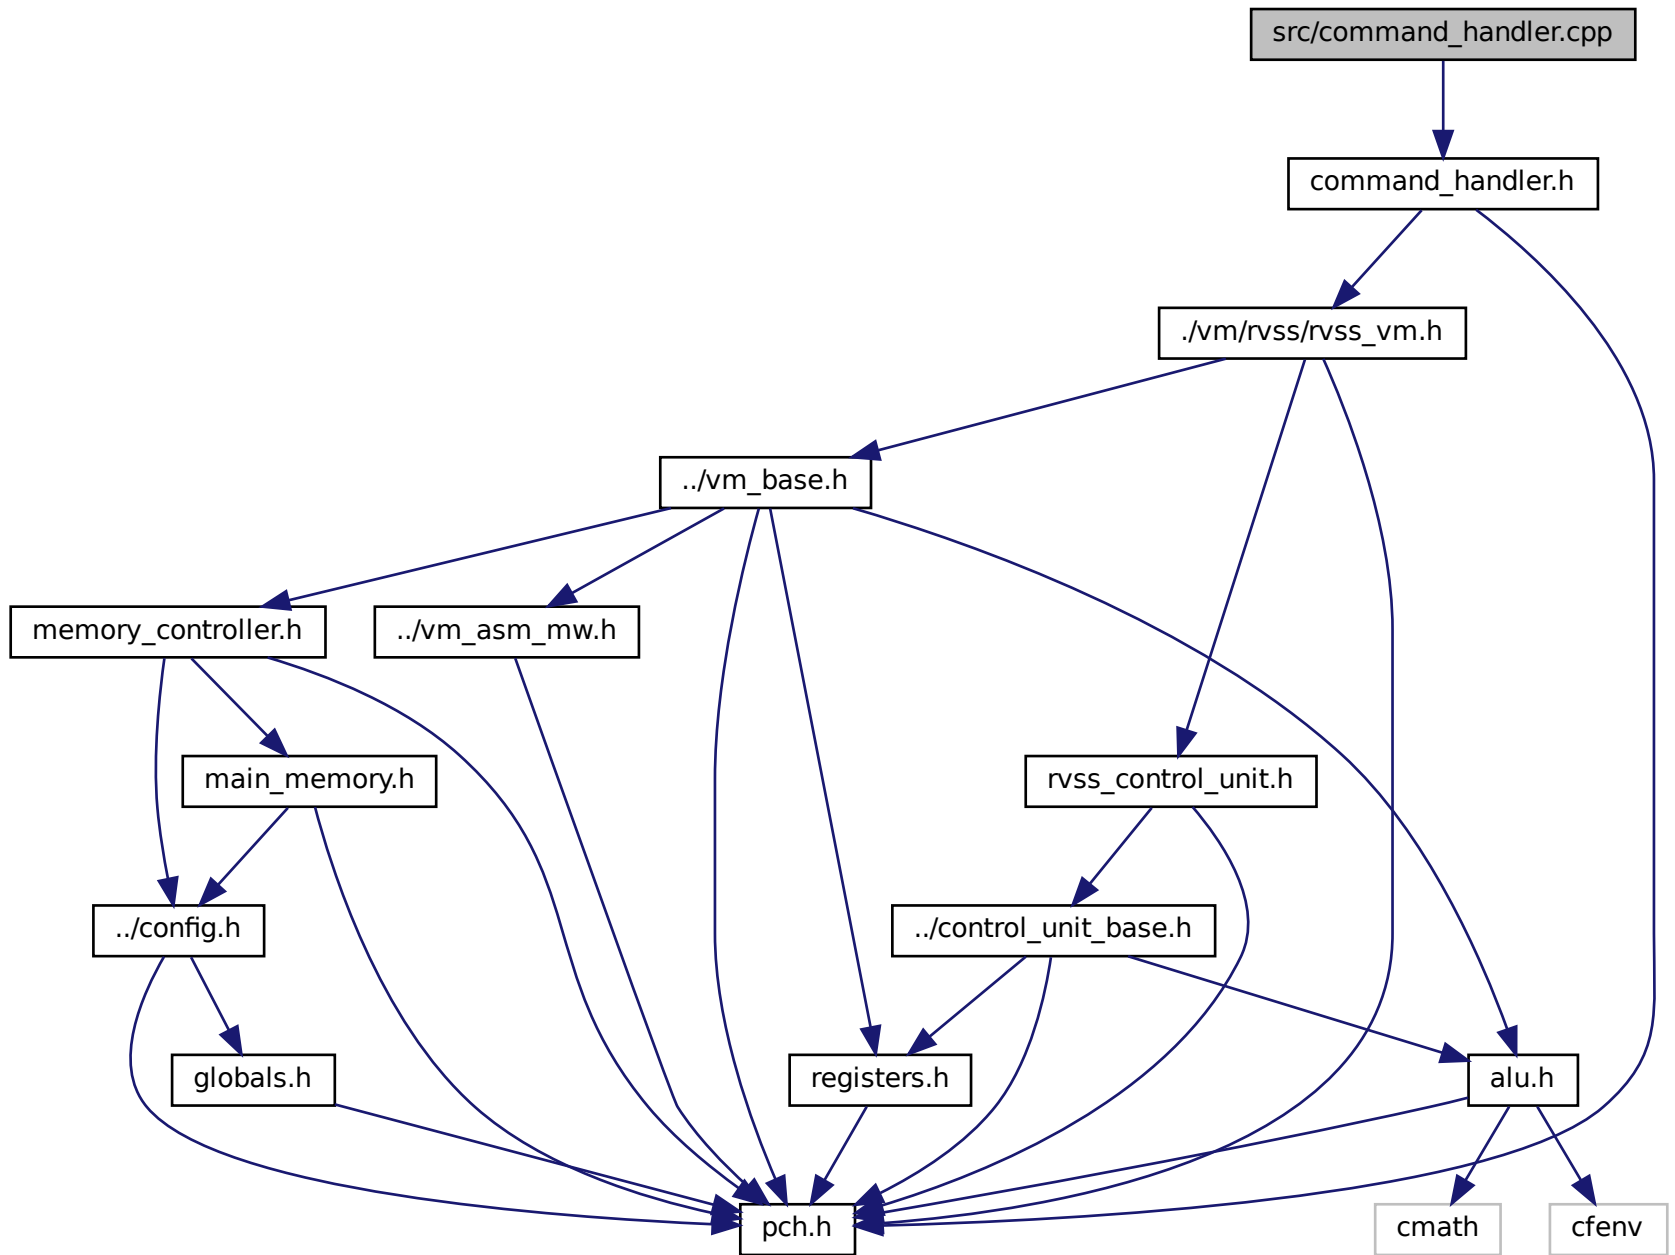 src/command_handler.cpp
command_handler.h
./vm/rvss/rvss_vm.h
../vm_base.h
memory_controller.h
../vm_asm_mw.h
main_memory.h
rvss_control_unit.h
../config.h
../control_unit_base.h
globals.h
registers.h
alu.h
pch.h
cmath
cfenv